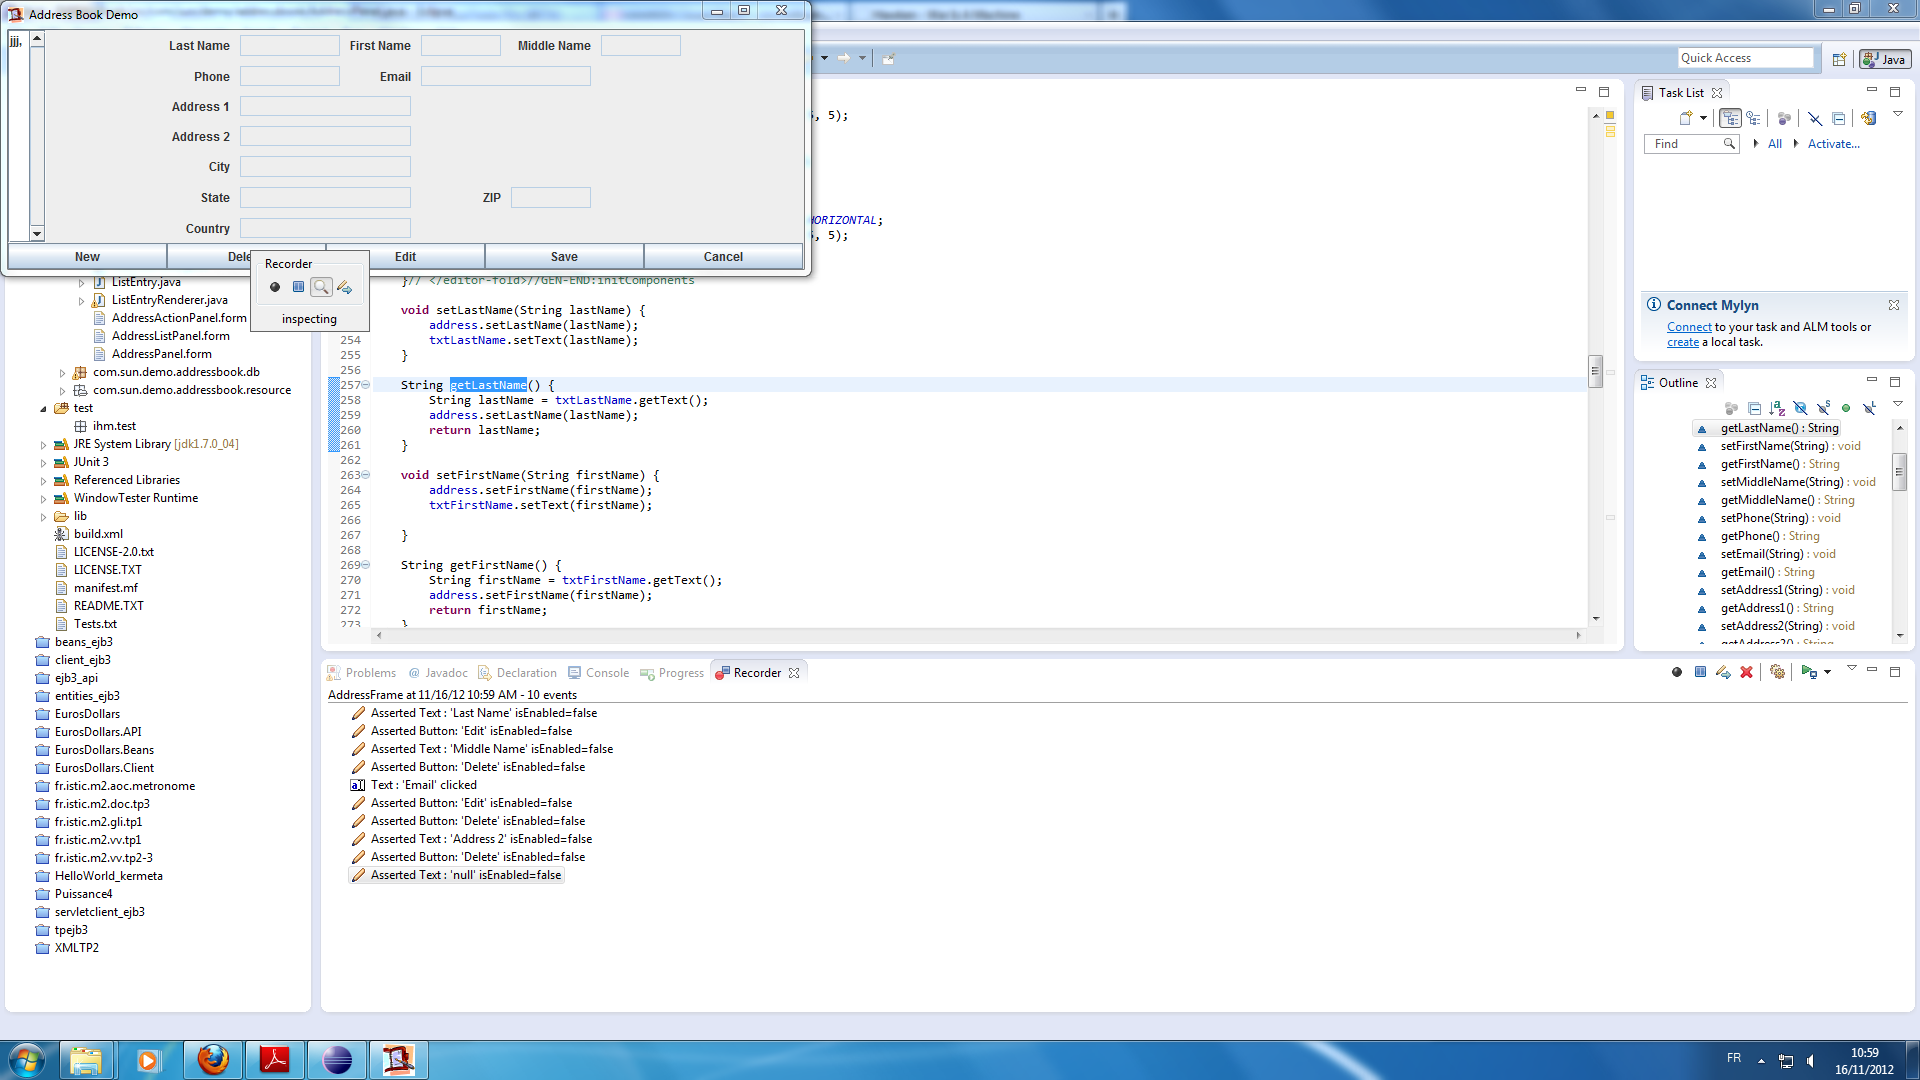 Address Book Demo
jjj,
Last Name
First Name
Middle Name
Phone
Email
Address 1
Address 2
City
State
ZIP
Country
New
Edit
Save
Cancel
Recorder
inspecting
ListEntry.java
ListEntryRenderer.java
AddressActionPanel.form
AddressListPanel.form
AddressPanel.form
com.sun.demo.addressbook.db
com.sun.demo.addressbook.resource
test
ihm.test
JRE System Library [jdk1.7.0_04]
JUnit 3
Referenced Libraries
WindowTester Runtime
lib
build.xml
LICENSE-2.0.txt
LICENSE.TXT
manifest.mf
README.TXT
Tests.txt
beans_ejb3
client_ejb3
ejb3_api
entities_ejb3
EurosDollars
EurosDollars.API
EurosDollars.Beans
EurosDollars.Client
fr.istic.m2.aoc.metronome
fr.istic.m2.doc.tp3
fr.istic.m2.gli.tp1
fr.istic.m2.vv.tp1
fr.istic.m2.vv.tp2-3
HelloWorld_kermeta
Puissance4
servletclient_ejb3
tpejb3
XMLTP2
, 5);
HORIZONTAL;
, 5);
}// </editor-fold>//GEN-END:initComponents
void setLastName(String lastName) {
address.setLastName(lastName);
254 txtLastName.setText(lastName);
255 }
256
257 String getLastName() {
258 String lastName = txtLastName.getText();
259 address.setLastName(lastName);
260 return lastName;
261 }
262
263 void setFirstName(String firstName) {
264 address.setFirstName(firstName);
265 txtFirstName.setText(firstName);
266
267 }
268
269 String getFirstName() {
270 String firstName = txtFirstName.getText();
271 address.setFirstName(firstName);
272 return firstName;
273 }
Quick Access
Java
Task List
Find
All
Activate...
Connect Mylyn
Connect to your task and ALM tools or
create a local task.
Outline
getLastName() : String
setFirstName(String) : void
getFirstName() : String
setMiddleName(String) : void
getMiddleName() : String
setPhone(String) : void
getPhone() : String
setEmail(String) : void
getEmail() : String
setAddress1(String) : void
getAddress1() : String
setAddress2(String) : void
getAddress2() : String
Problems
@ Javadoc
Declaration
Console
Progress
Recorder
AddressFrame at 11/16/12 10:59 AM - 10 events
Asserted Text : 'Last Name' isEnabled=false
Asserted Button: 'Edit' isEnabled=false
Asserted Text : 'Middle Name' isEnabled=false
Asserted Button: 'Delete' isEnabled=false
Text : 'Email' clicked
Asserted Button: 'Edit' isEnabled=false
Asserted Button: 'Delete' isEnabled=false
Asserted Text : 'Address 2' isEnabled=false
Asserted Button: 'Delete' isEnabled=false
Asserted Text : 'null' isEnabled=false
FR
10:59
16/11/2012